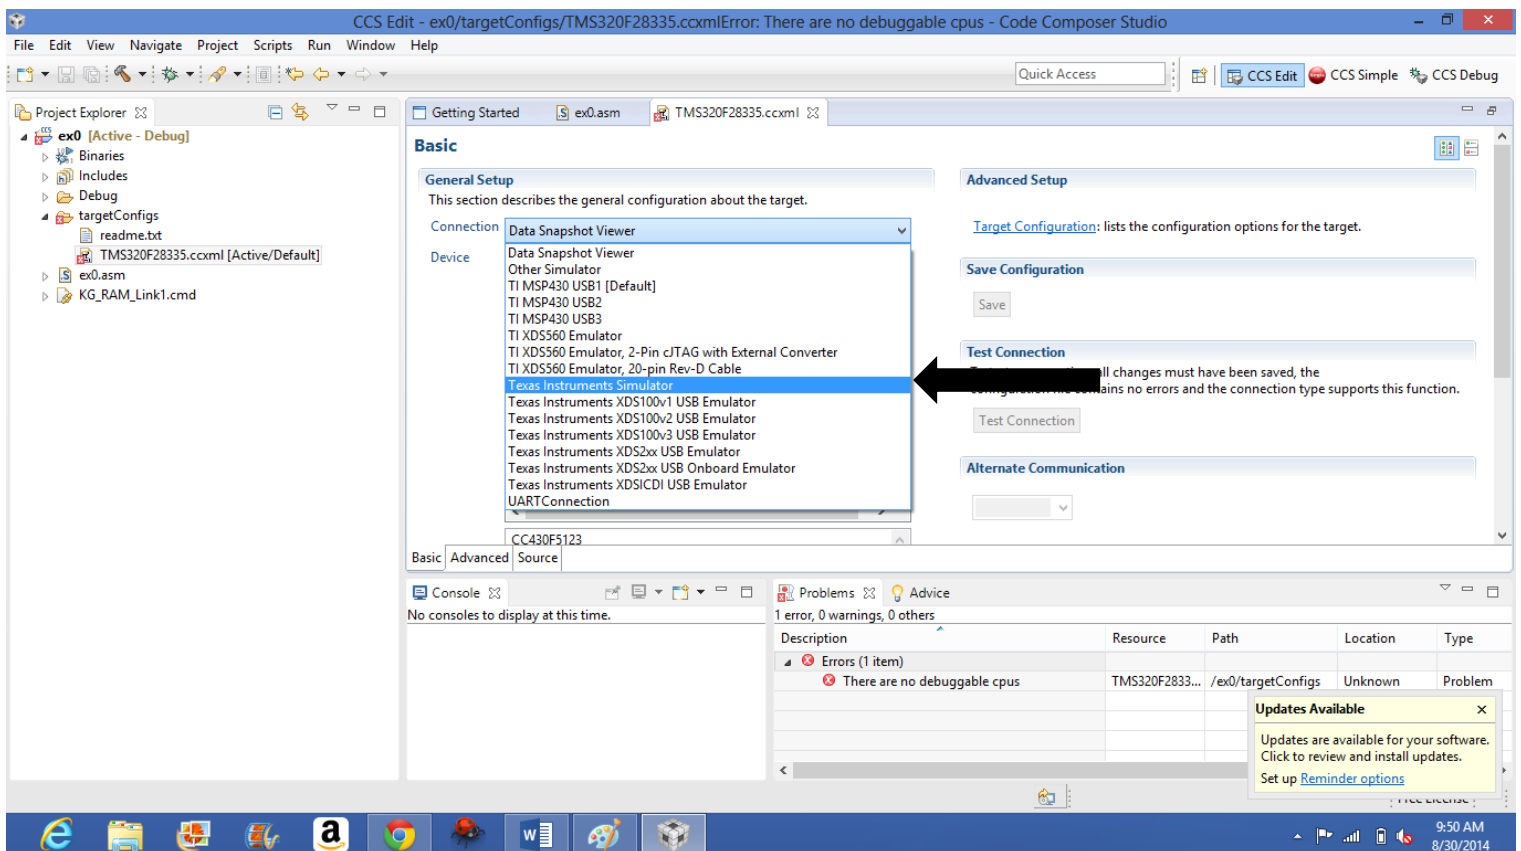 CCS Edit - ex0/targetConfigs/TMS320F28335.ccxmlError: There are no debuggable cpus - Code Composer Studio
File Edit View Navigate Project Scripts Run Window Help
Quick Access
CCS Edit
CCS Simple
CCS Debug
Project Explorer
ex0 [Active - Debug]
Binaries
Includes
Debug
targetConfigs
readme.txt
TMS320F28335.ccxml [Active/Default]
ex0.asm
KG_RAM_Link1.cmd
Getting Started
ex0.asm
TMS320F28335.ccxml
Basic
General Setup
This section describes the general configuration about the target.
Connection
Data Snapshot Viewer
Device
Data Snapshot Viewer
Other Simulator
TI MSP430 USB1 [Default]
TI MSP430 USB2
TI MSP430 USB3
TI XDS560 Emulator
TI XDS560 Emulator, 2-Pin cJTAG with External Converter
TI XDS560 Emulator, 20-pin Rev-D Cable
Texas Instruments Simulator
Texas Instruments XDS100v1 USB Emulator
Texas Instruments XDS100v2 USB Emulator
Texas Instruments XDS100v3 USB Emulator
Texas Instruments XDS2xx USB Emulator
Texas Instruments XDS2xx USB Onboard Emulator
Texas Instruments XDSICDI USB Emulator
UARTConnection
CC430F5123
Advanced Setup
Target Configuration: lists the configuration options for the target.
Save Configuration
Save
Test Connection
all changes must have been saved, the
contains no errors and the connection type supports this function.
Test Connection
Alternate Communication
Basic Advanced Source
Console
No consoles to display at this time.
Problems
Advice
1 error, 0 warnings, 0 others
Description Resource Path Location Type
Errors (1 item)
There are no debuggable cpus TMS320F2833... /ex0/targetConfigs Unknown Problem
Updates Available
Updates are available for your software.
Click to review and install updates.
Set up Reminder options
9:50 AM
8/30/2014